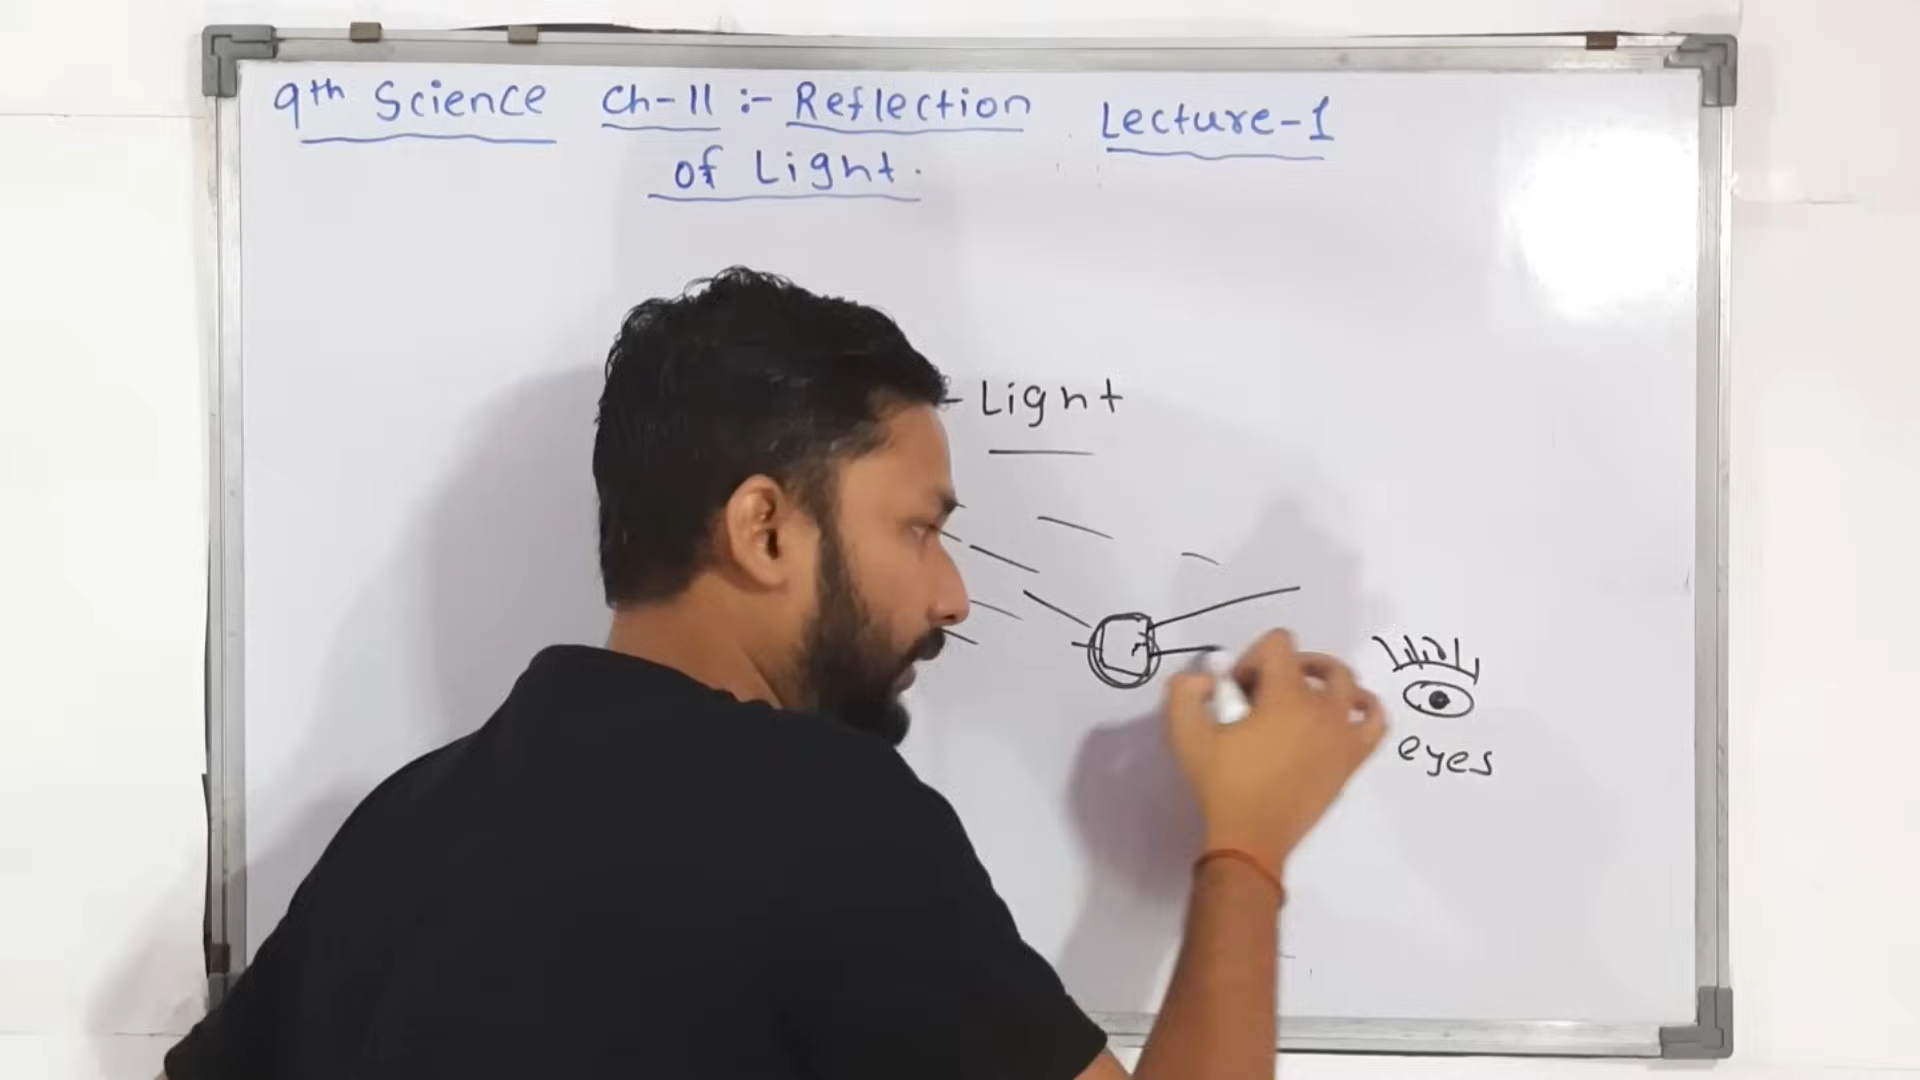 9th Science Ch-11 :- Reflection Lecture-1
of Light.
- Light
eyes